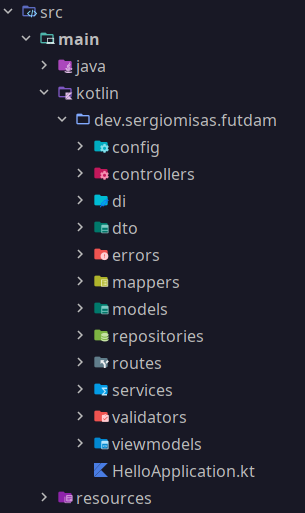 src
main
java
kotlin
dev.sergiomisas.futdam
config
controllers
di
dto
errors
mappers
models
repositories
routes
services
validators
viewmodels
HelloApplication.kt
resources